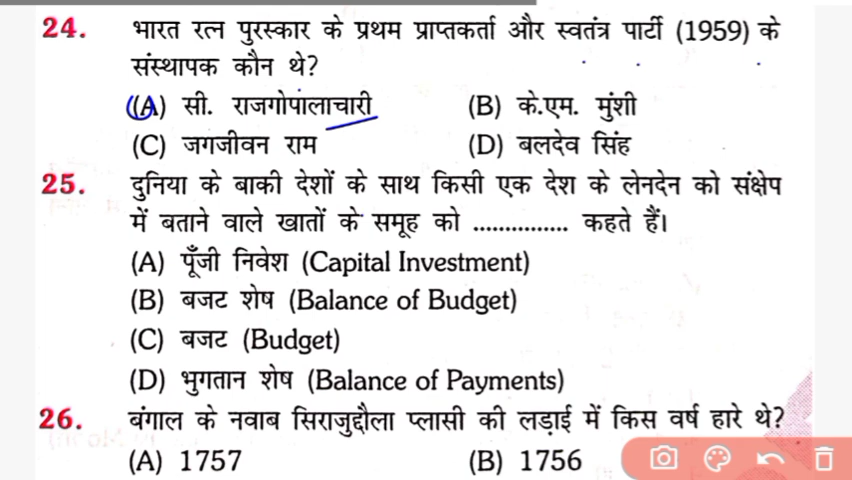 24. भारत रत्न पुरस्कार के प्रथम प्राप्तकर्ता और स्वतंत्र पार्टी (1959) के
संस्थापक कौन थे?
(A) सी. राजगोपालाचारी (B) के.एम. मुंशी
(C) जगजीवन राम (D) बलदेव सिंह
25. दुनिया के बाकी देशों के साथ किसी एक देश के लेनदेन को संक्षेप
में बताने वाले खातों के समूह को ............... कहते हैं।
(A) पूँजी निवेश (Capital Investment)
(B) बजट शेष (Balance of Budget)
(C) बजट (Budget)
(D) भुगतान शेष (Balance of Payments)
26. बंगाल के नवाब सिराजुद्दौला प्लासी की लड़ाई में किस वर्ष हारे थे?
(A) 1757 (B) 1756